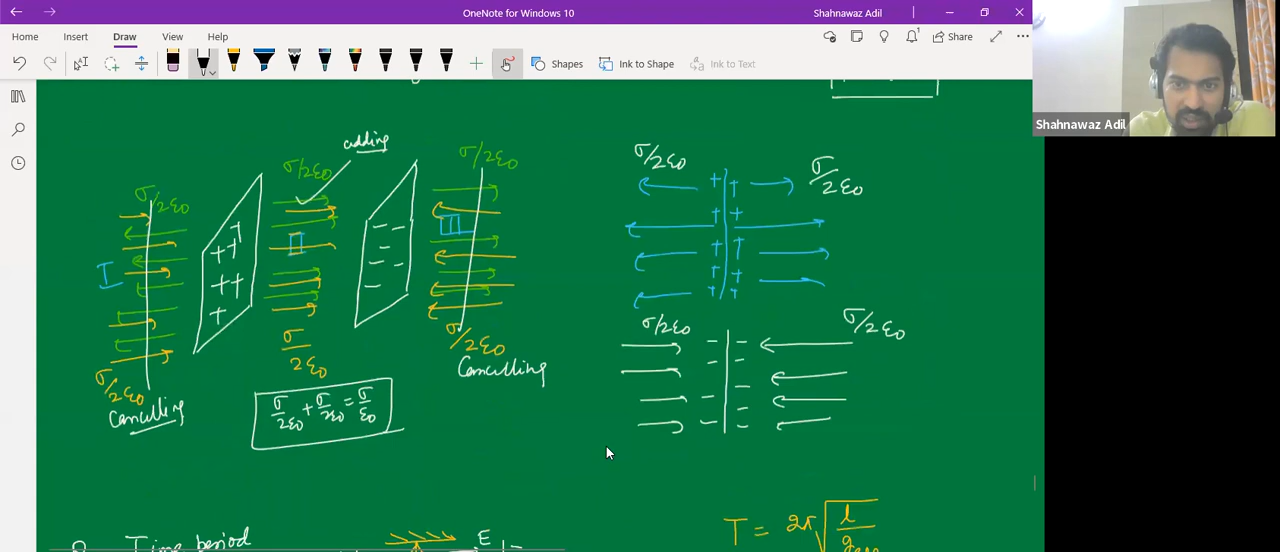 OneNote for Windows 10
Shahnawaz Adil
Home Insert Draw View Help
Share
Shapes Ink to Shape Ink to Text
Shahnawaz Adil
adding
σ/2ε0 σ/2ε0 σ/2ε0
I II III
+ + +
+ +
+
- -
- -
- -
-
σ/2ε0 σ/2ε0 σ/2ε0
Cancelling Cancelling
σ/2ε0 + σ/2ε0 = σ/ε0
σ/2ε0 σ/2ε0
+ +
+ +
+ +
+ +
+ +
σ/2ε0 σ/2ε0
- -
- -
-
- -
- -
Time period
E
T = 2π√(l/g